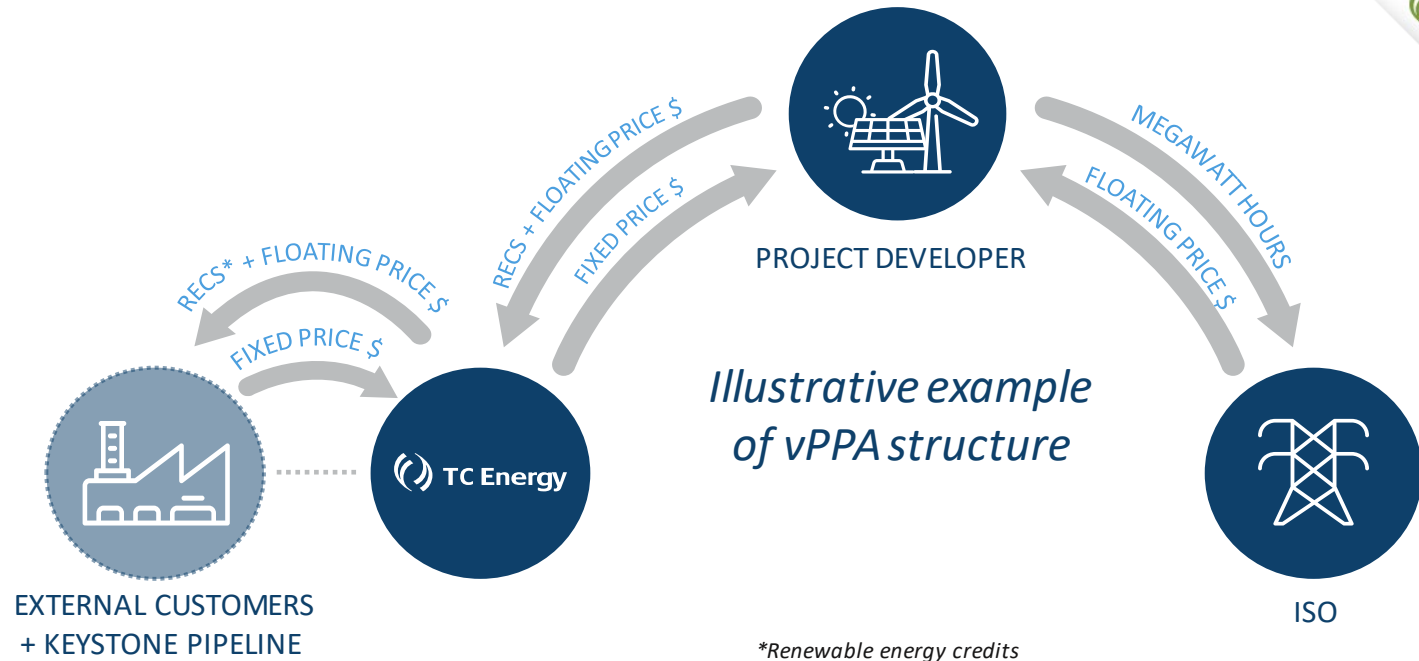 RECS + FLOATING PRICE $
FIXED PRICE $
MEGAWATT HOURS
FLOATING PRICE $
PROJECT DEVELOPER
RECS* + FLOATING PRICE $
FIXED PRICE $
Illustrative example
of vPPA structure
TC Energy
EXTERNAL CUSTOMERS
+ KEYSTONE PIPELINE
ISO
*Renewable energy credits